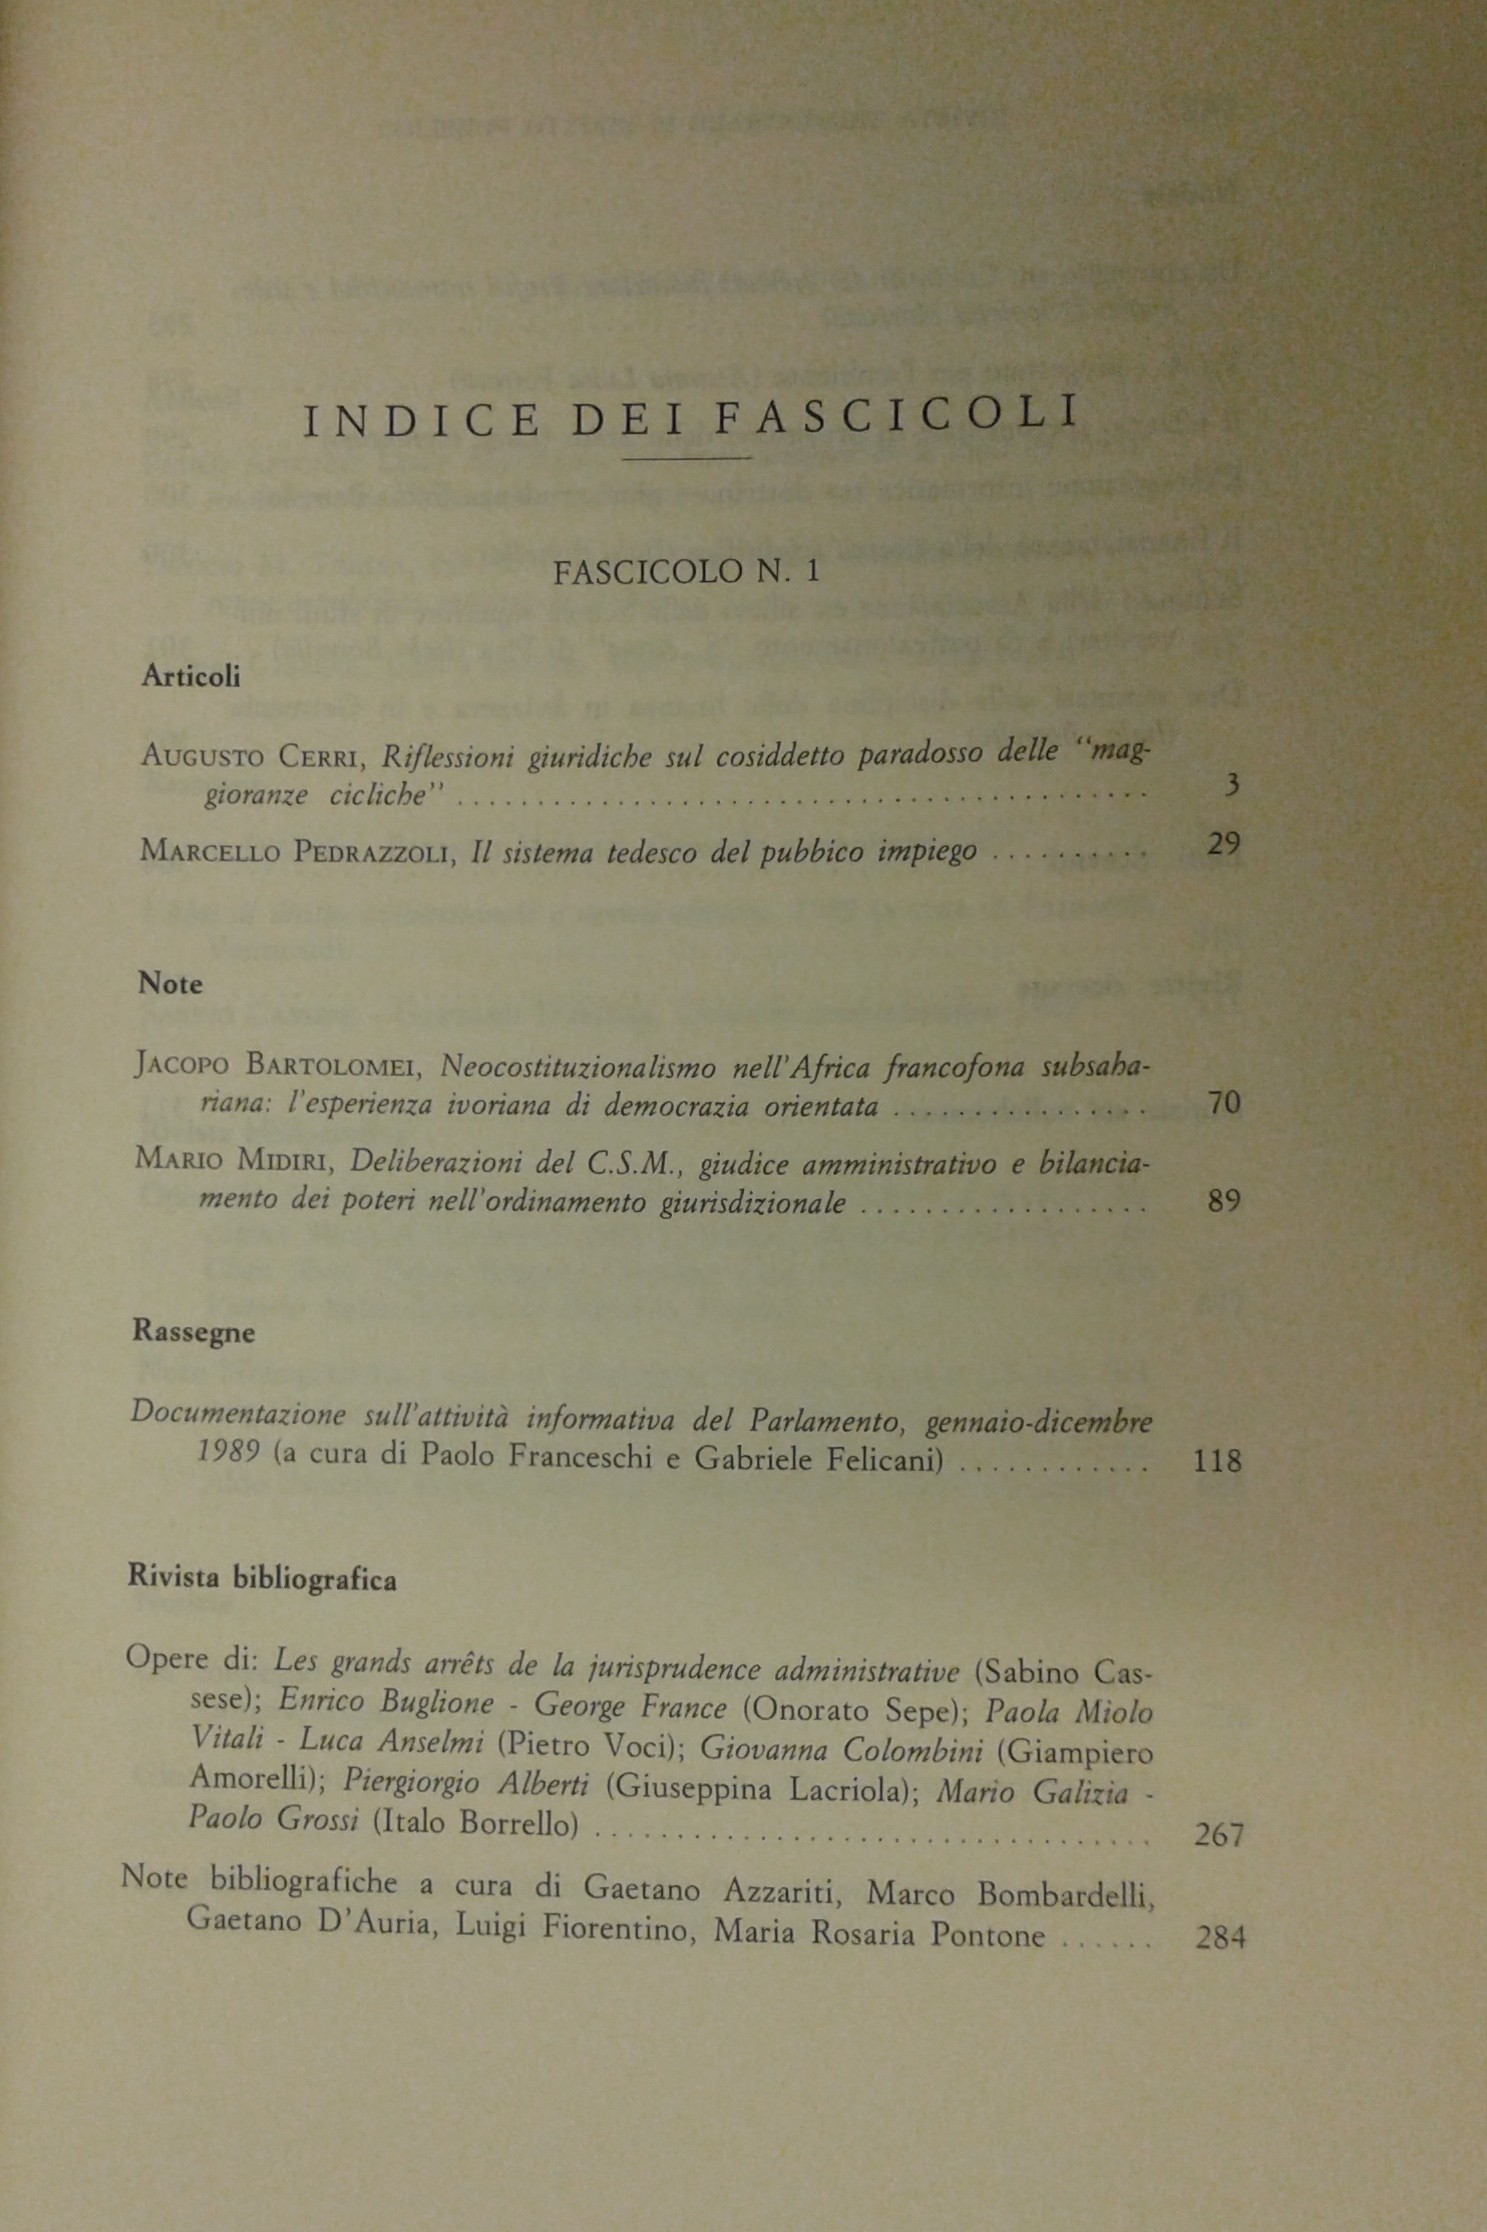 INDICE DEI FASCICOLI
FASCICOLO N. 1
Articoli
AUGUSTO CERRI, Riflessioni giuridiche sul cosiddetto paradosso delle “mag-
gioranze cicliche” ............................................ 3
MARCELLO PEDRAZZOLI, Il sistema tedesco del pubbico impiego .......... 29
Note
JACOPO BARTOLOMEI, Neocostituzionalismo nell'Africa francofona subsaha-
riana: l'esperienza ivoriana di democrazia orientata ................ 70
MARIO MIDIRI, Deliberazioni del C.S.M., giudice amministrativo e bilancia-
mento dei poteri nell'ordinamento giurisdizionale .................. 89
Rassegne
Documentazione sull'attività informativa del Parlamento, gennaio-dicembre
1989 (a cura di Paolo Franceschi e Gabriele Felicani) ............ 118
Rivista bibliografica
Opere di: Les grands arrêts de la jurisprudence administrative (Sabino Cas-
sese); Enrico Buglione - George France (Onorato Sepe); Paola Miolo
Vitali - Luca Anselmi (Pietro Voci); Giovanna Colombini (Giampiero
Amorelli); Piergiorgio Alberti (Giuseppina Lacriola); Mario Galizia -
Paolo Grossi (Italo Borrello) ................................... 267
Note bibliografiche a cura di Gaetano Azzariti, Marco Bombardelli,
Gaetano D'Auria, Luigi Fiorentino, Maria Rosaria Pontone ...... 284